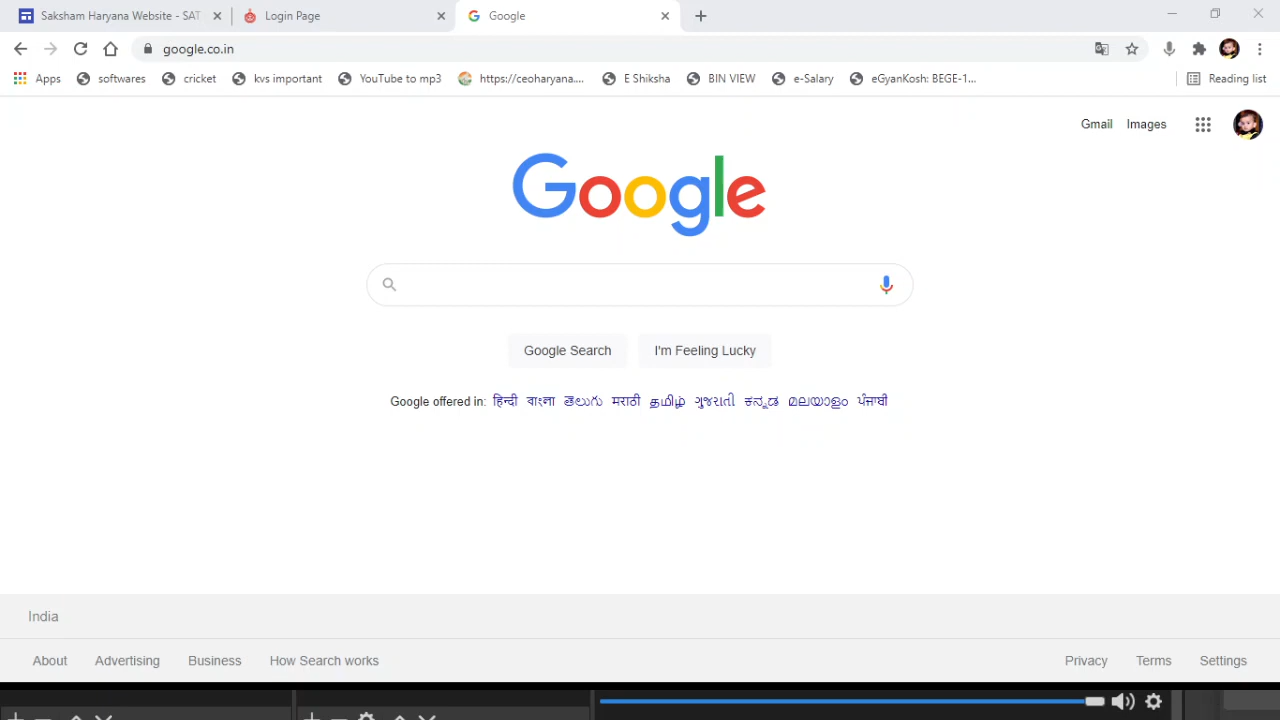 Saksham Haryana Website - SAT
Login Page
Google
google.co.in
Apps softwares cricket kvs important YouTube to mp3 https://ceoharyana.... E Shiksha BIN VIEW e-Salary eGyanKosh: BEGE-1... Reading list
Gmail Images
Google
Google Search I'm Feeling Lucky
Google offered in: हिन्दी বাংলা తెలుగు मराठी தமிழ் ગુજરાતી ಕನ್ನಡ മലയാളം ਪੰਜਾਬੀ
India
About Advertising Business How Search works Privacy Terms Settings